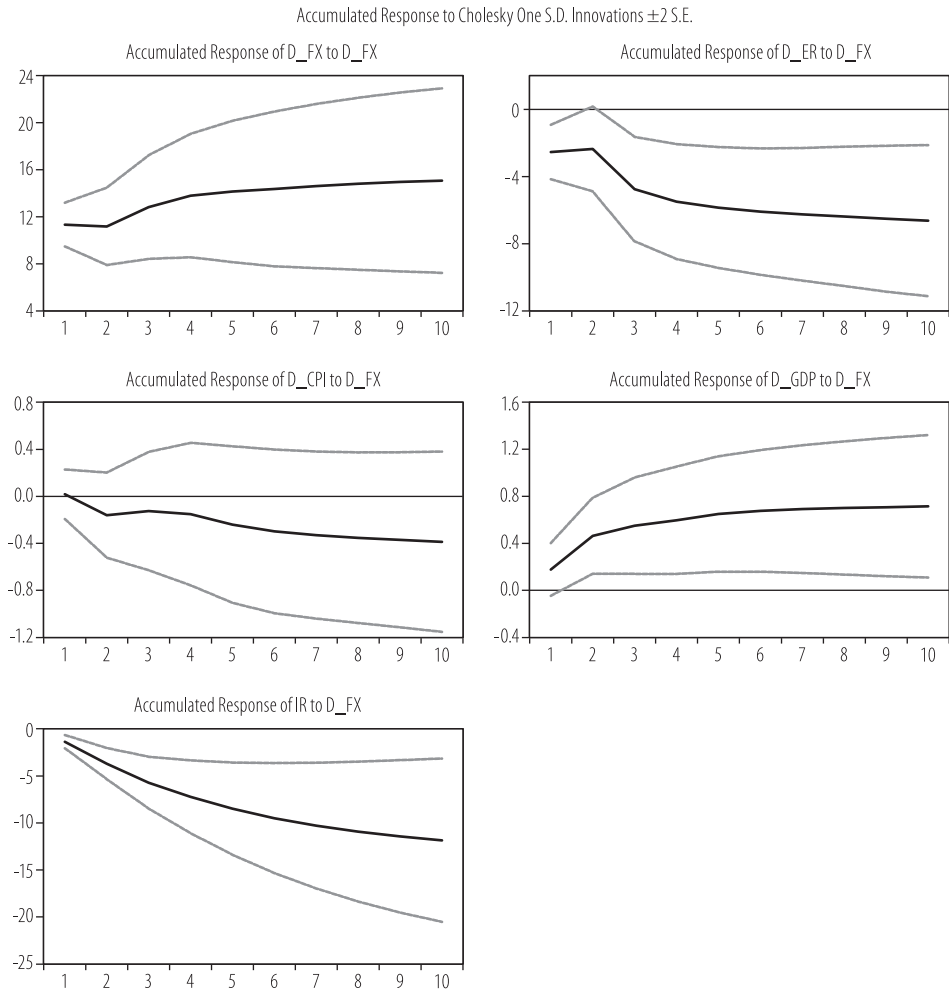 Accumulated Response to Cholesky One S.D. Innovations ±2 S.E.
Accumulated Response of D_FX to D_FX
24
20
16
12
8
4
1 2 3 4 5 6 7 8 9 10
Accumulated Response of D_ER to D_FX
0
-4
-8
-12
1 2 3 4 5 6 7 8 9 10
Accumulated Response of D_CPI to D_FX
0.8
0.4
0.0
-0.4
-0.8
-1.2
1 2 3 4 5 6 7 8 9 10
Accumulated Response of D_GDP to D_FX
1.6
1.2
0.8
0.4
0.0
-0.4
1 2 3 4 5 6 7 8 9 10
Accumulated Response of IR to D_FX
0
-5
-10
-15
-20
-25
1 2 3 4 5 6 7 8 9 10